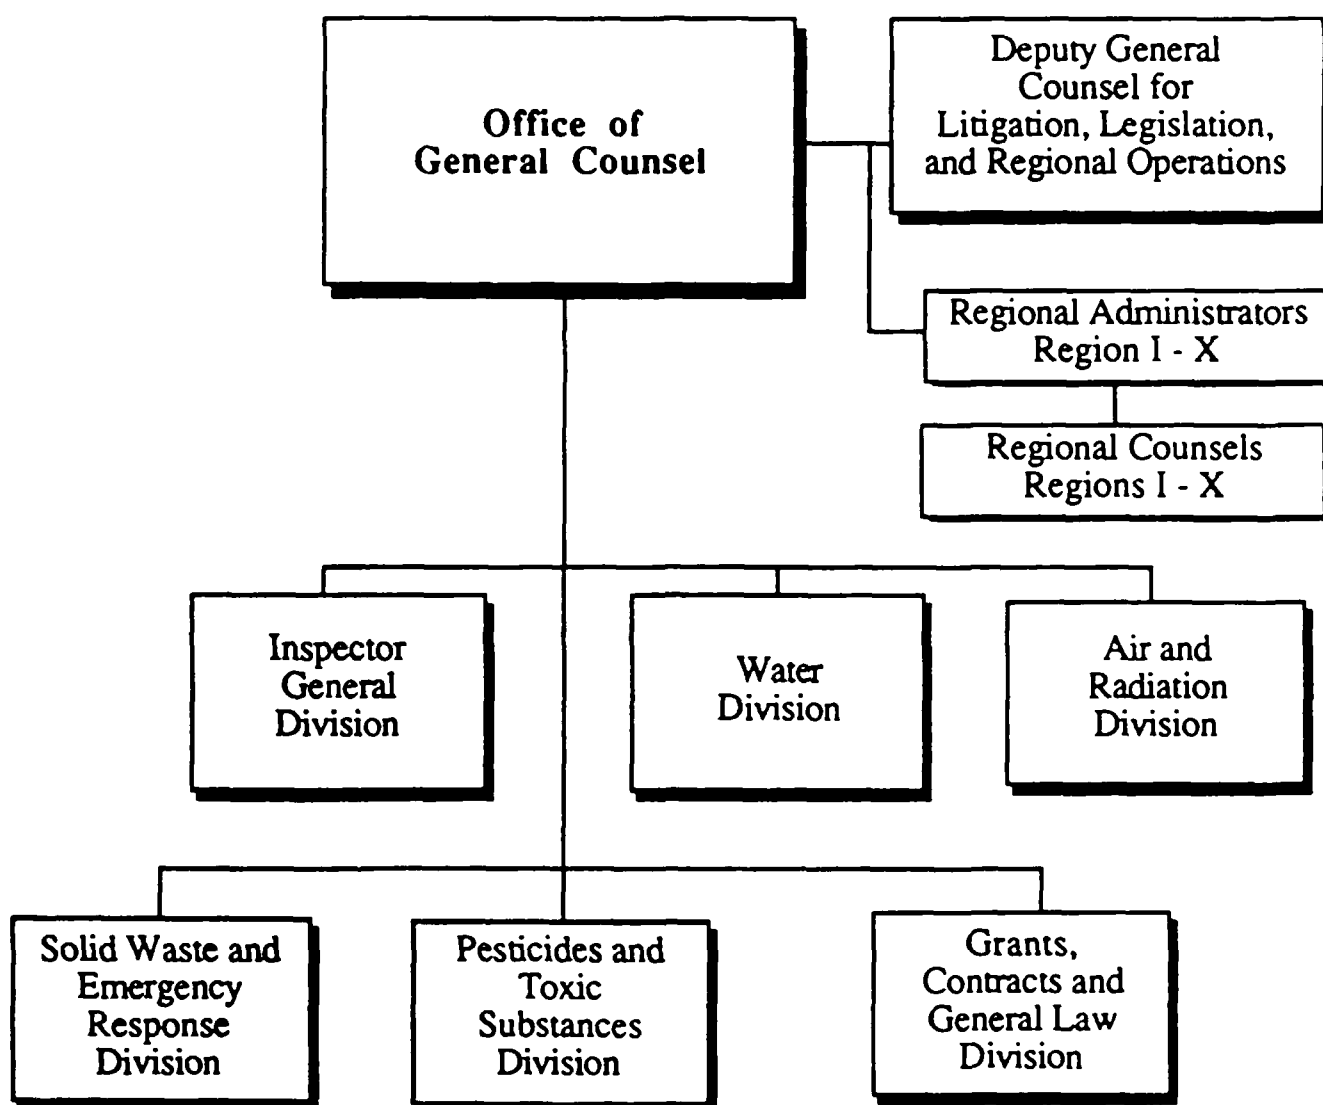 Office of
General Counsel
Deputy General
Counsel for
Litigation, Legislation,
and Regional Operations
Regional Administrators
Region I - X
Regional Counsels
Regions I - X
Inspector
General
Division
Water
Division
Air and
Radiation
Division
Solid Waste and
Emergency
Response
Division
Pesticides and
Toxic
Substances
Division
Grants,
Contracts and
General Law
Division